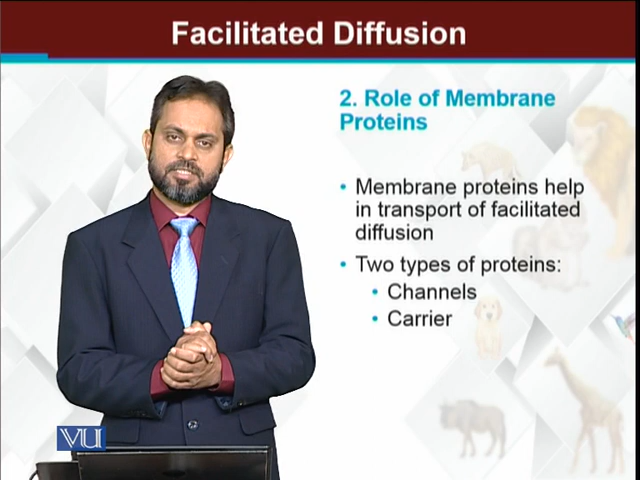 Facilitated Diffusion
2. Role of Membrane
Proteins
• Membrane proteins help
in transport of facilitated
diffusion
• Two types of proteins:
• Channels
• Carrier
VU